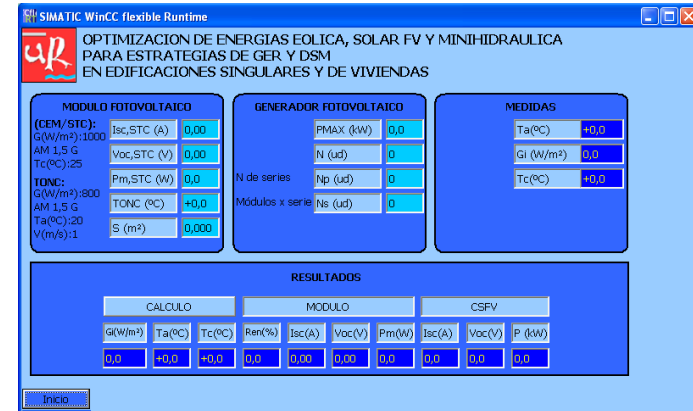 SIMATIC WinCC flexible Runtime
uR
OPTIMIZACION DE ENERGIAS EOLICA, SOLAR FV Y MINIHIDRAULICA
PARA ESTRATEGIAS DE GER Y DSM
EN EDIFICACIONES SINGULARES Y DE VIVIENDAS
MODULO FOTOVOLTAICO
(CEM/STC):
G(W/m²):1000
AM 1,5 G
Tc(ºC):25
TONC:
G(W/m²):800
AM 1,5 G
Ta(ºC):20
V(m/s):1
Isc,STC (A) 0,00
Voc,STC (V) 0,00
Pm,STC (W) 0,0
TONC (ºC) +0,0
S (m²) 0,000
GENERADOR FOTOVOLTAICO
PMAX (kW) 0,0
N (ud) 0
N de series Np (ud) 0
Módulos x serie Ns (ud) 0
MEDIDAS
Ta(ºC) +0,0
Gi (W/m²) 0,0
Tc(ºC) +0,0
RESULTADOS
CALCULO MODULO CSFV
Gi(W/m²) Ta(ºC) Tc(ºC) Ren(%) Isc(A) Voc(V) Pm(W) Isc(A) Voc(V) P (kW)
0,0 +0,0 +0,0 0,0 0,00 0,00 0,0 0,0 0,0 0,0
Inicio